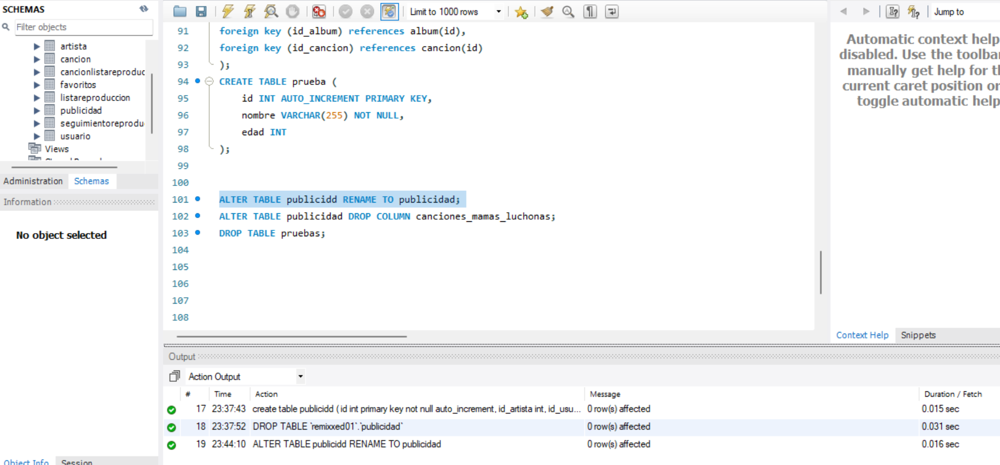 SCHEMAS
Filter objects
artista
cancion
cancionlistareproduc
favoritos
listareproduccion
publicidad
seguimientoreprodu
usuario
Views
Administration Schemas
Information
No object selected
Object Info Session
Limit to 1000 rows
91 foreign key (id_album) references album(id),
92 foreign key (id_cancion) references cancion(id)
93 );
94 CREATE TABLE prueba (
95 id INT AUTO_INCREMENT PRIMARY KEY,
96 nombre VARCHAR(255) NOT NULL,
97 edad INT
98 );
99
100
101 ALTER TABLE publicidd RENAME TO publicidad;
102 ALTER TABLE publicidad DROP COLUMN canciones_mamas_luchonas;
103 DROP TABLE pruebas;
104
105
106
107
108
Jump to
Automatic context help
disabled. Use the toolbar
manually get help for th
current caret position or
toggle automatic help
Context Help Snippets
Output
Action Output
# Time Action Message Duration / Fetch
17 23:37:43 create table publicidd ( id int primary key not null auto_increment, id_artista int, id_usu... 0 row(s) affected 0.015 sec
18 23:37:52 DROP TABLE `remixxed01`.`publicidad` 0 row(s) affected 0.031 sec
19 23:44:10 ALTER TABLE publicidd RENAME TO publicidad 0 row(s) affected 0.016 sec